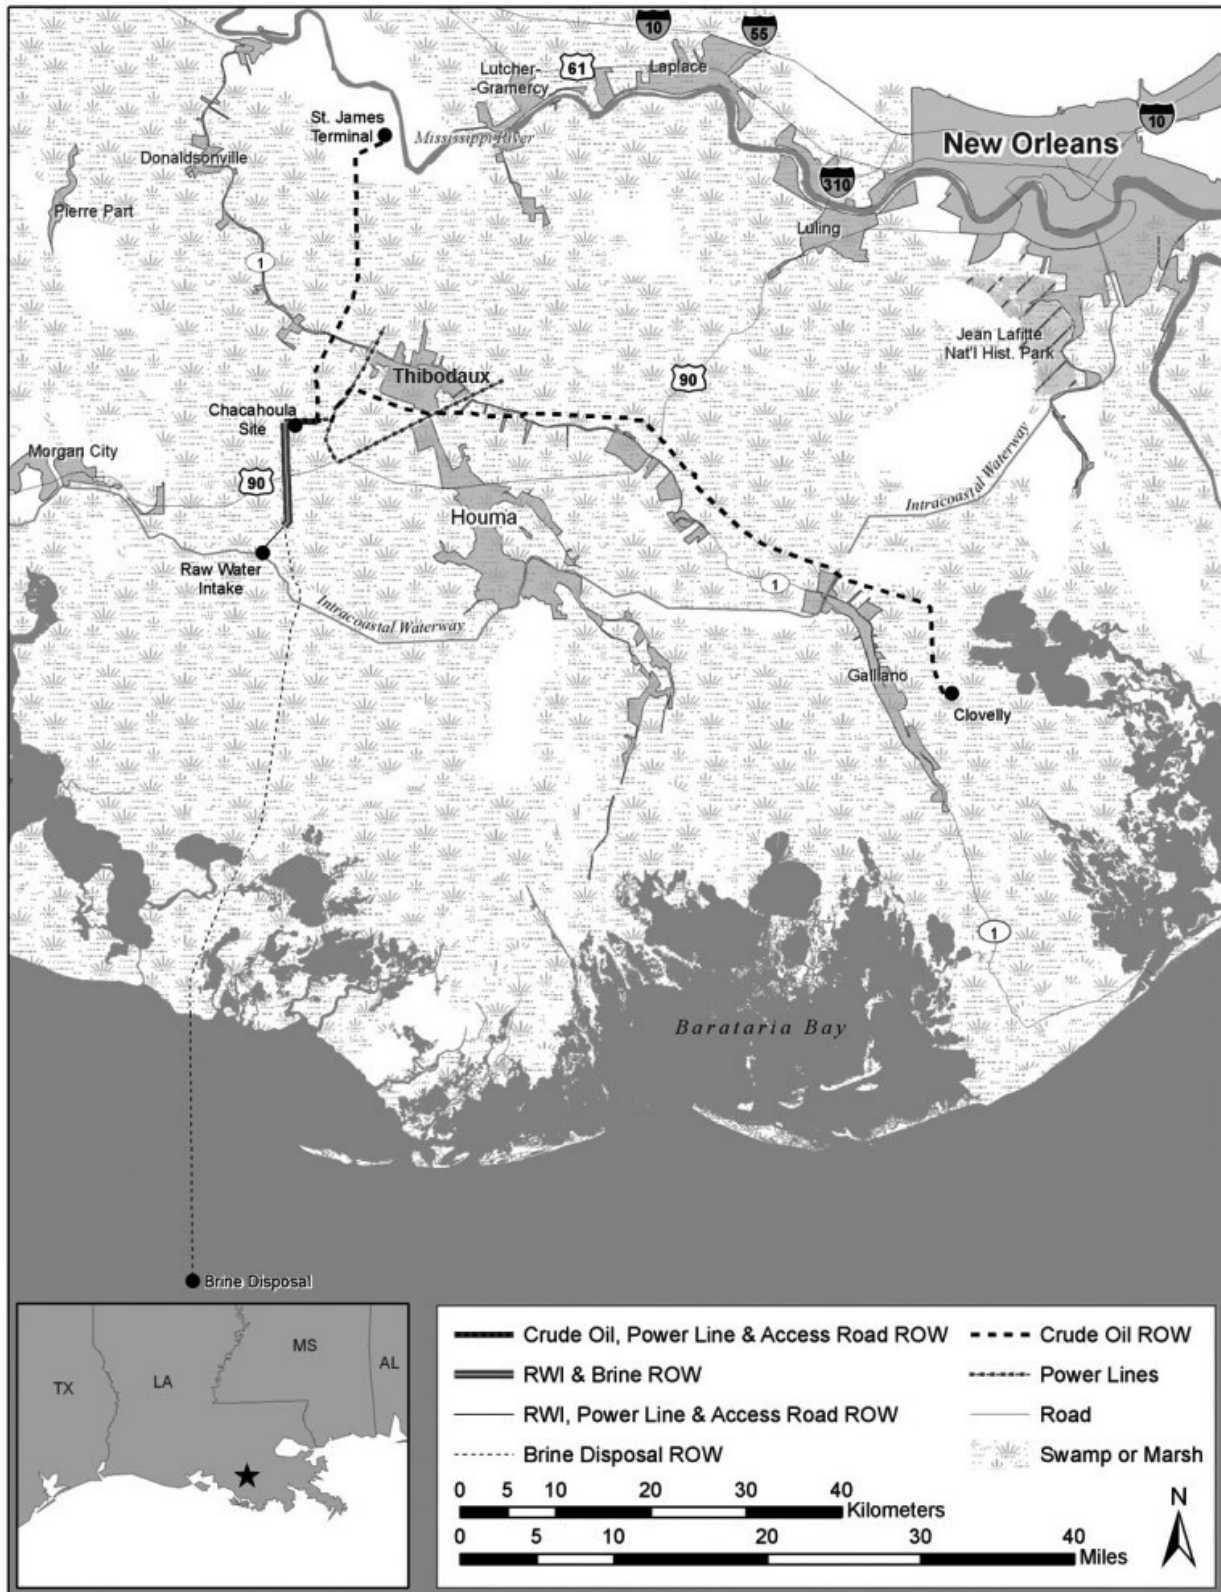 10
55
Lutcher-
-Gramercy
61
Laplace
St. James
Terminal
Mississippi River
10
New Orleans
Donaldsonville
310
Pierre Part
Luling
1
Jean Lafitte
Nat'l Hist. Park
Thibodaux
90
Chacahoula
Site
Morgan City
90
Intracoastal Waterway
Houma
Raw Water
Intake
1
Intracoastal Waterway
Galliano
Clovelly
1
Barataria Bay
Brine Disposal
TX
LA
MS
AL
Crude Oil, Power Line & Access Road ROW
Crude Oil ROW
RWI & Brine ROW
Power Lines
RWI, Power Line & Access Road ROW
Road
Brine Disposal ROW
Swamp or Marsh
0 5 10 20 30 40
Kilometers
0 5 10 20 30 40
Miles
N